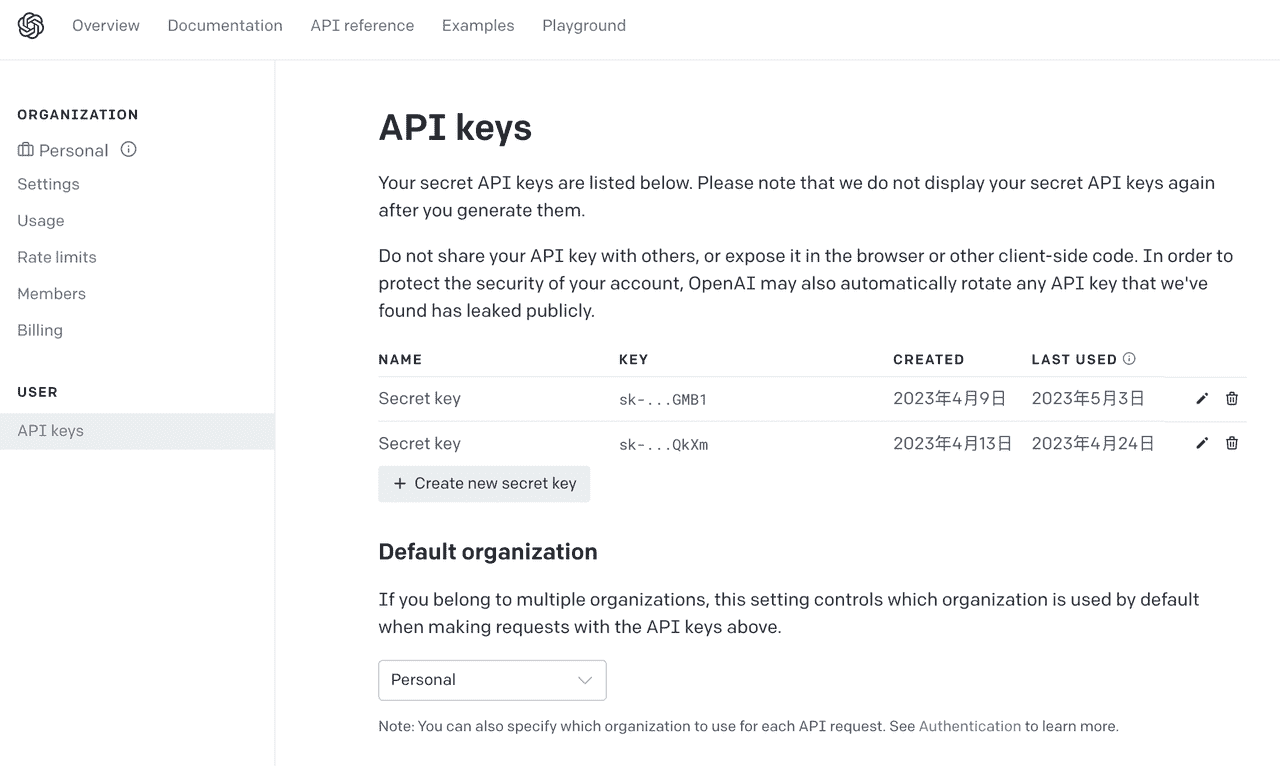 Overview Documentation API reference Examples Playground
ORGANIZATION
Personal
Settings
Usage
Rate limits
Members
Billing
USER
API keys
API keys
Your secret API keys are listed below. Please note that we do not display your secret API keys again
after you generate them.
Do not share your API key with others, or expose it in the browser or other client-side code. In order to
protect the security of your account, OpenAI may also automatically rotate any API key that we've
found has leaked publicly.
NAME KEY CREATED LAST USED
Secret key sk-...GMB1 2023年4月9日 2023年5月3日
Secret key sk-...QkXm 2023年4月13日 2023年4月24日
+ Create new secret key
Default organization
If you belong to multiple organizations, this setting controls which organization is used by default
when making requests with the API keys above.
Personal
Note: You can also specify which organization to use for each API request. See Authentication to learn more.